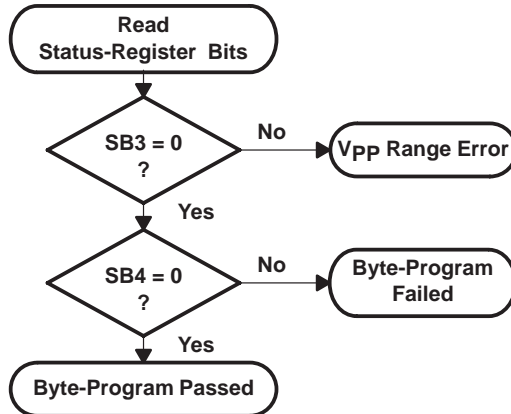 Read
Status-Register Bits
SB3 = 0
?
No
VPP Range Error
Yes
SB4 = 0
?
No
Byte-Program
Failed
Yes
Byte-Program Passed